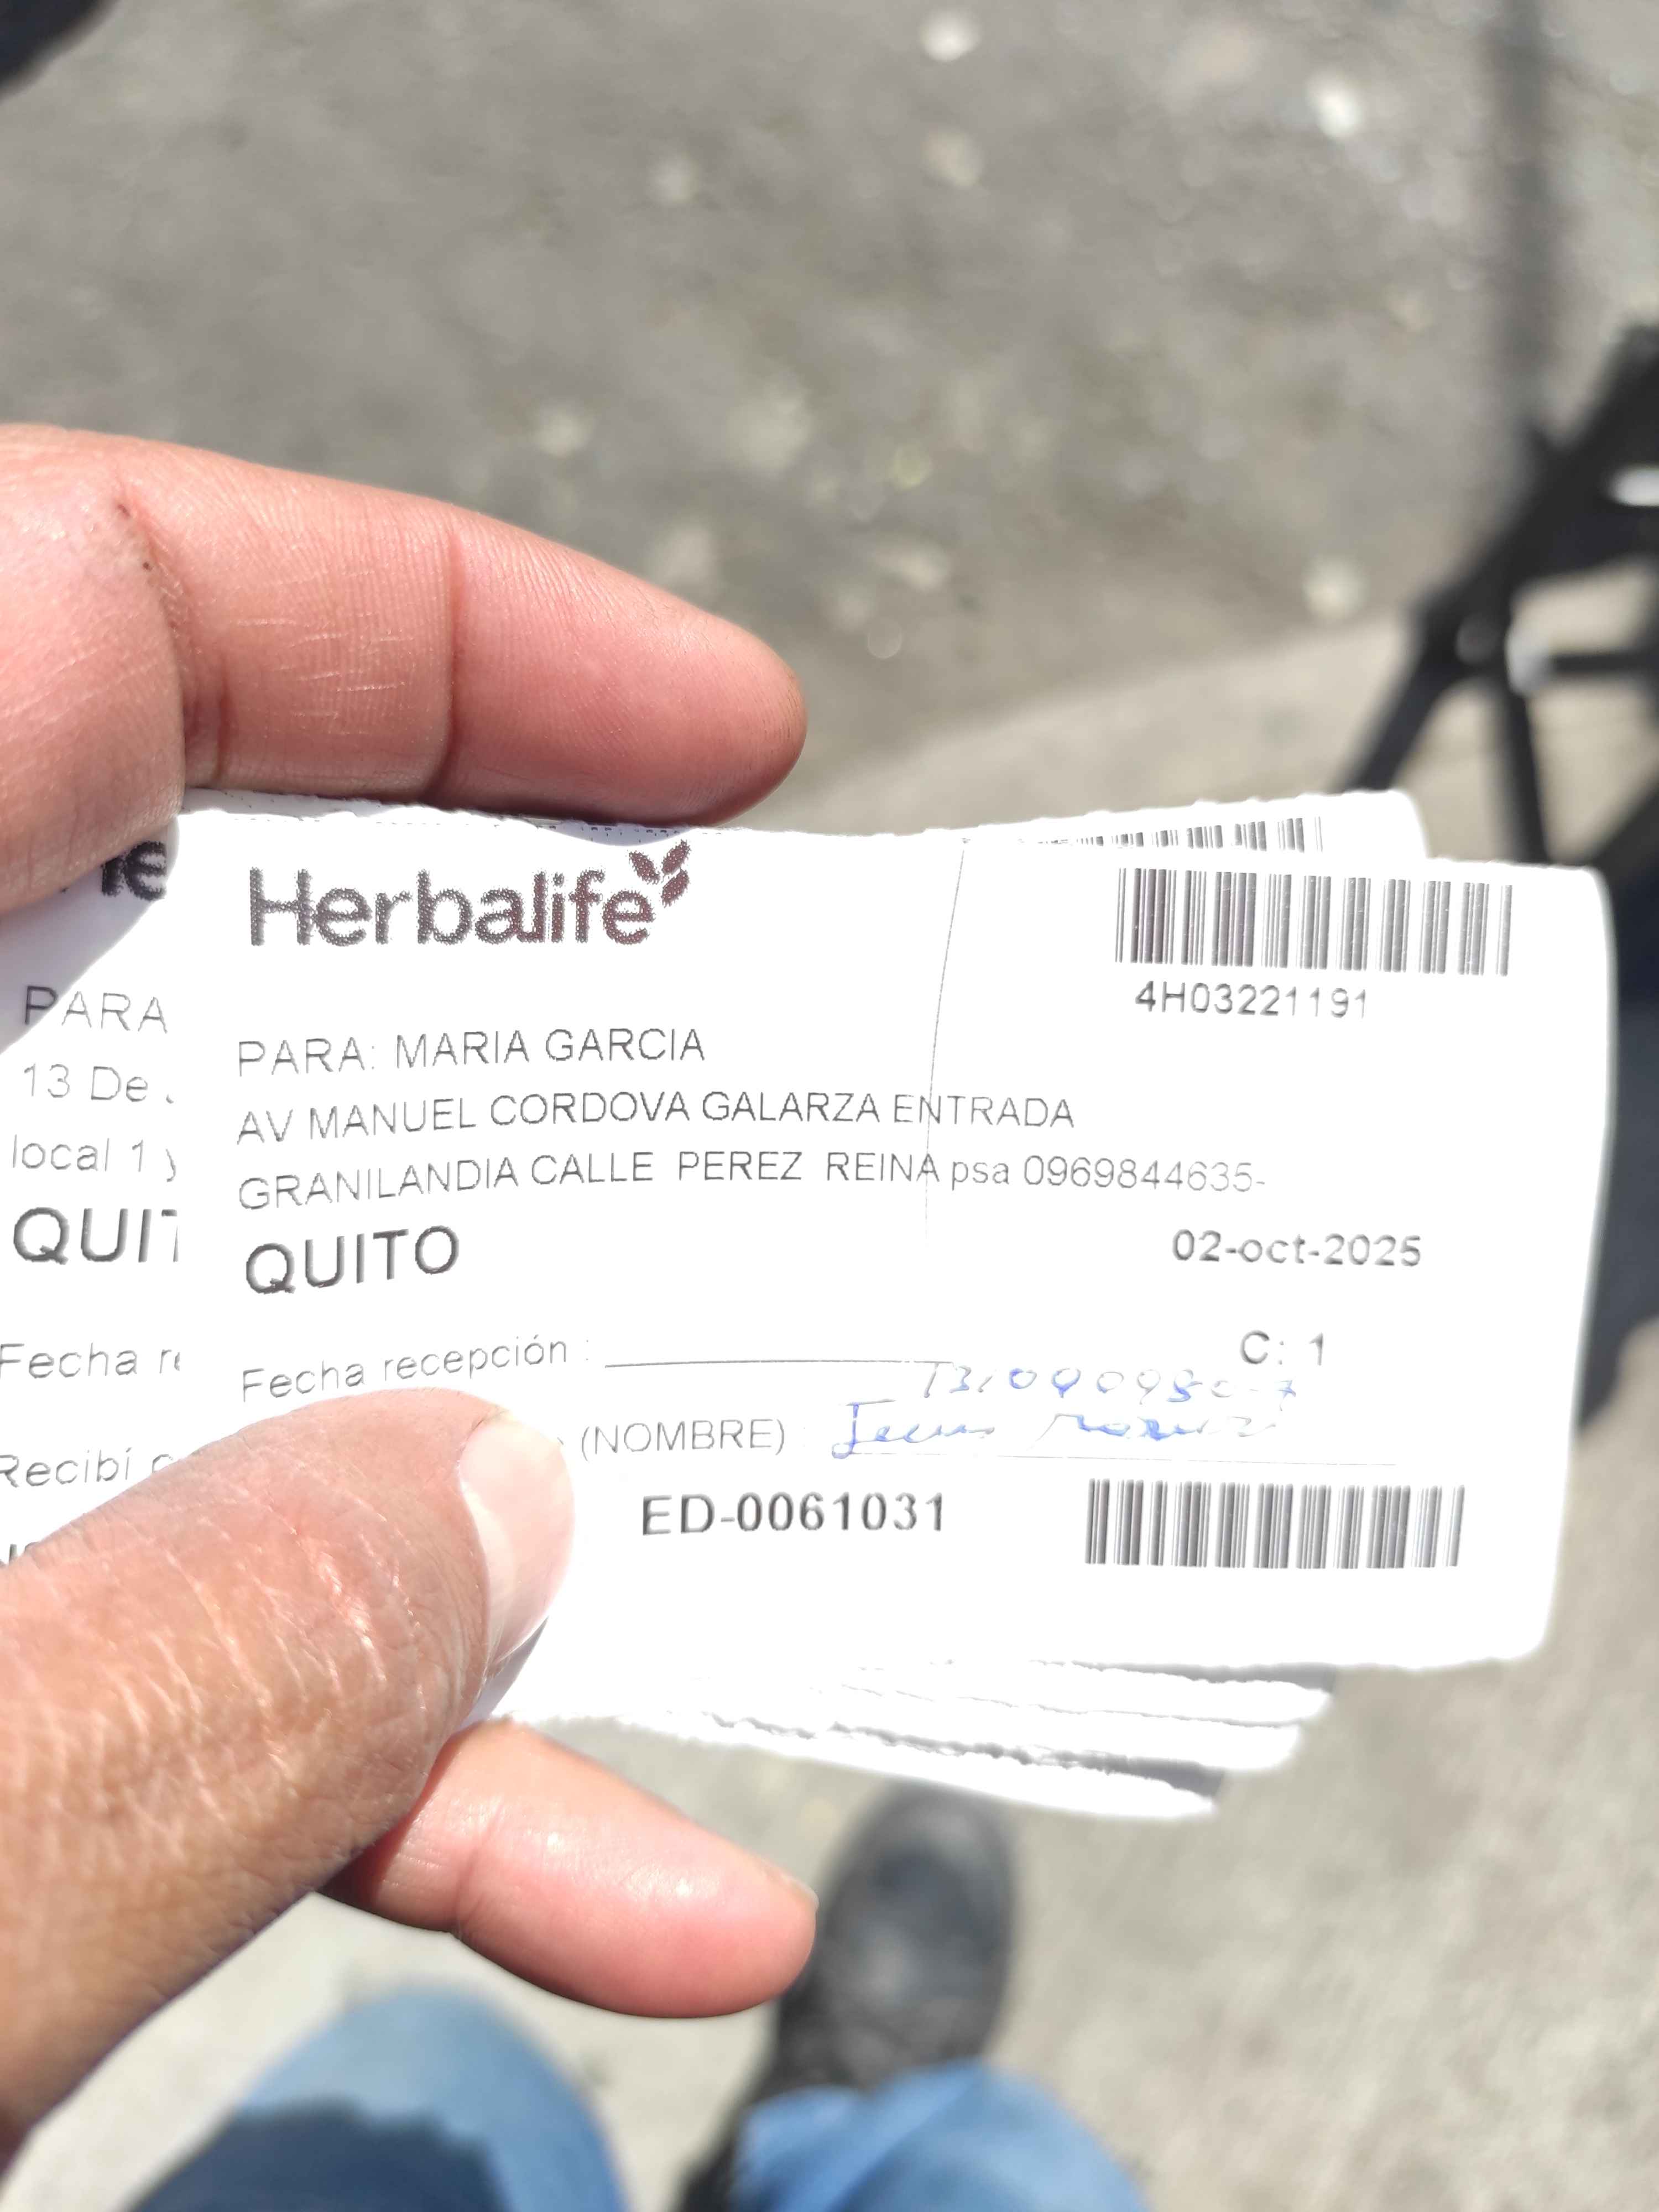 Herbalife
4H03221191
PARA: MARIA GARCIA
AV MANUEL CORDOVA GALARZA ENTRADA
GRANILANDIA CALLE PEREZ REINA psa 0969844635-
QUITO
02-oct-2025
C: 1
Fecha recepción :
(NOMBRE)
ED-0061031
PARA
13 De
local 1 y
QUIT
Fecha re
Recibí